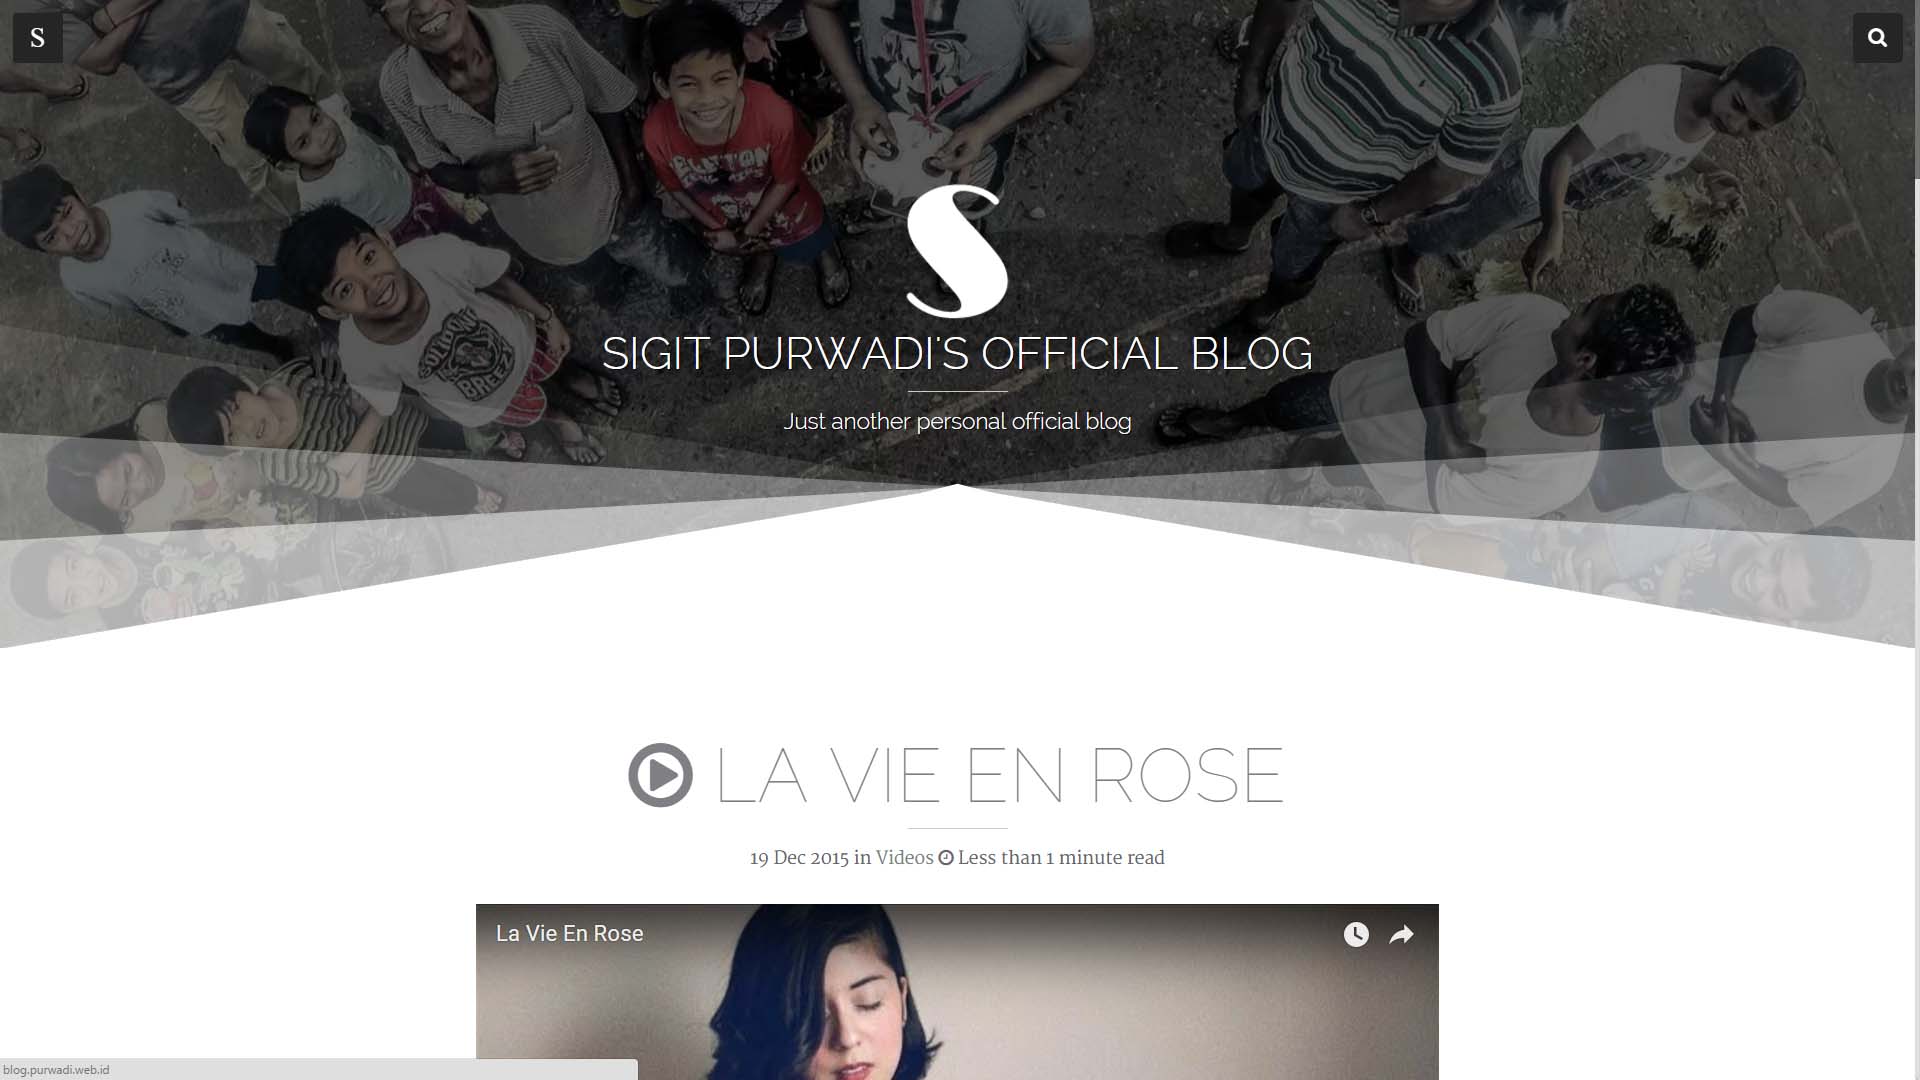 S
S
SIGIT PURWADI'S OFFICIAL BLOG
Just another personal official blog
LA VIE EN ROSE
19 Dec 2015 in Videos Less than 1 minute read
La Vie En Rose
blog.purwadi.web.id